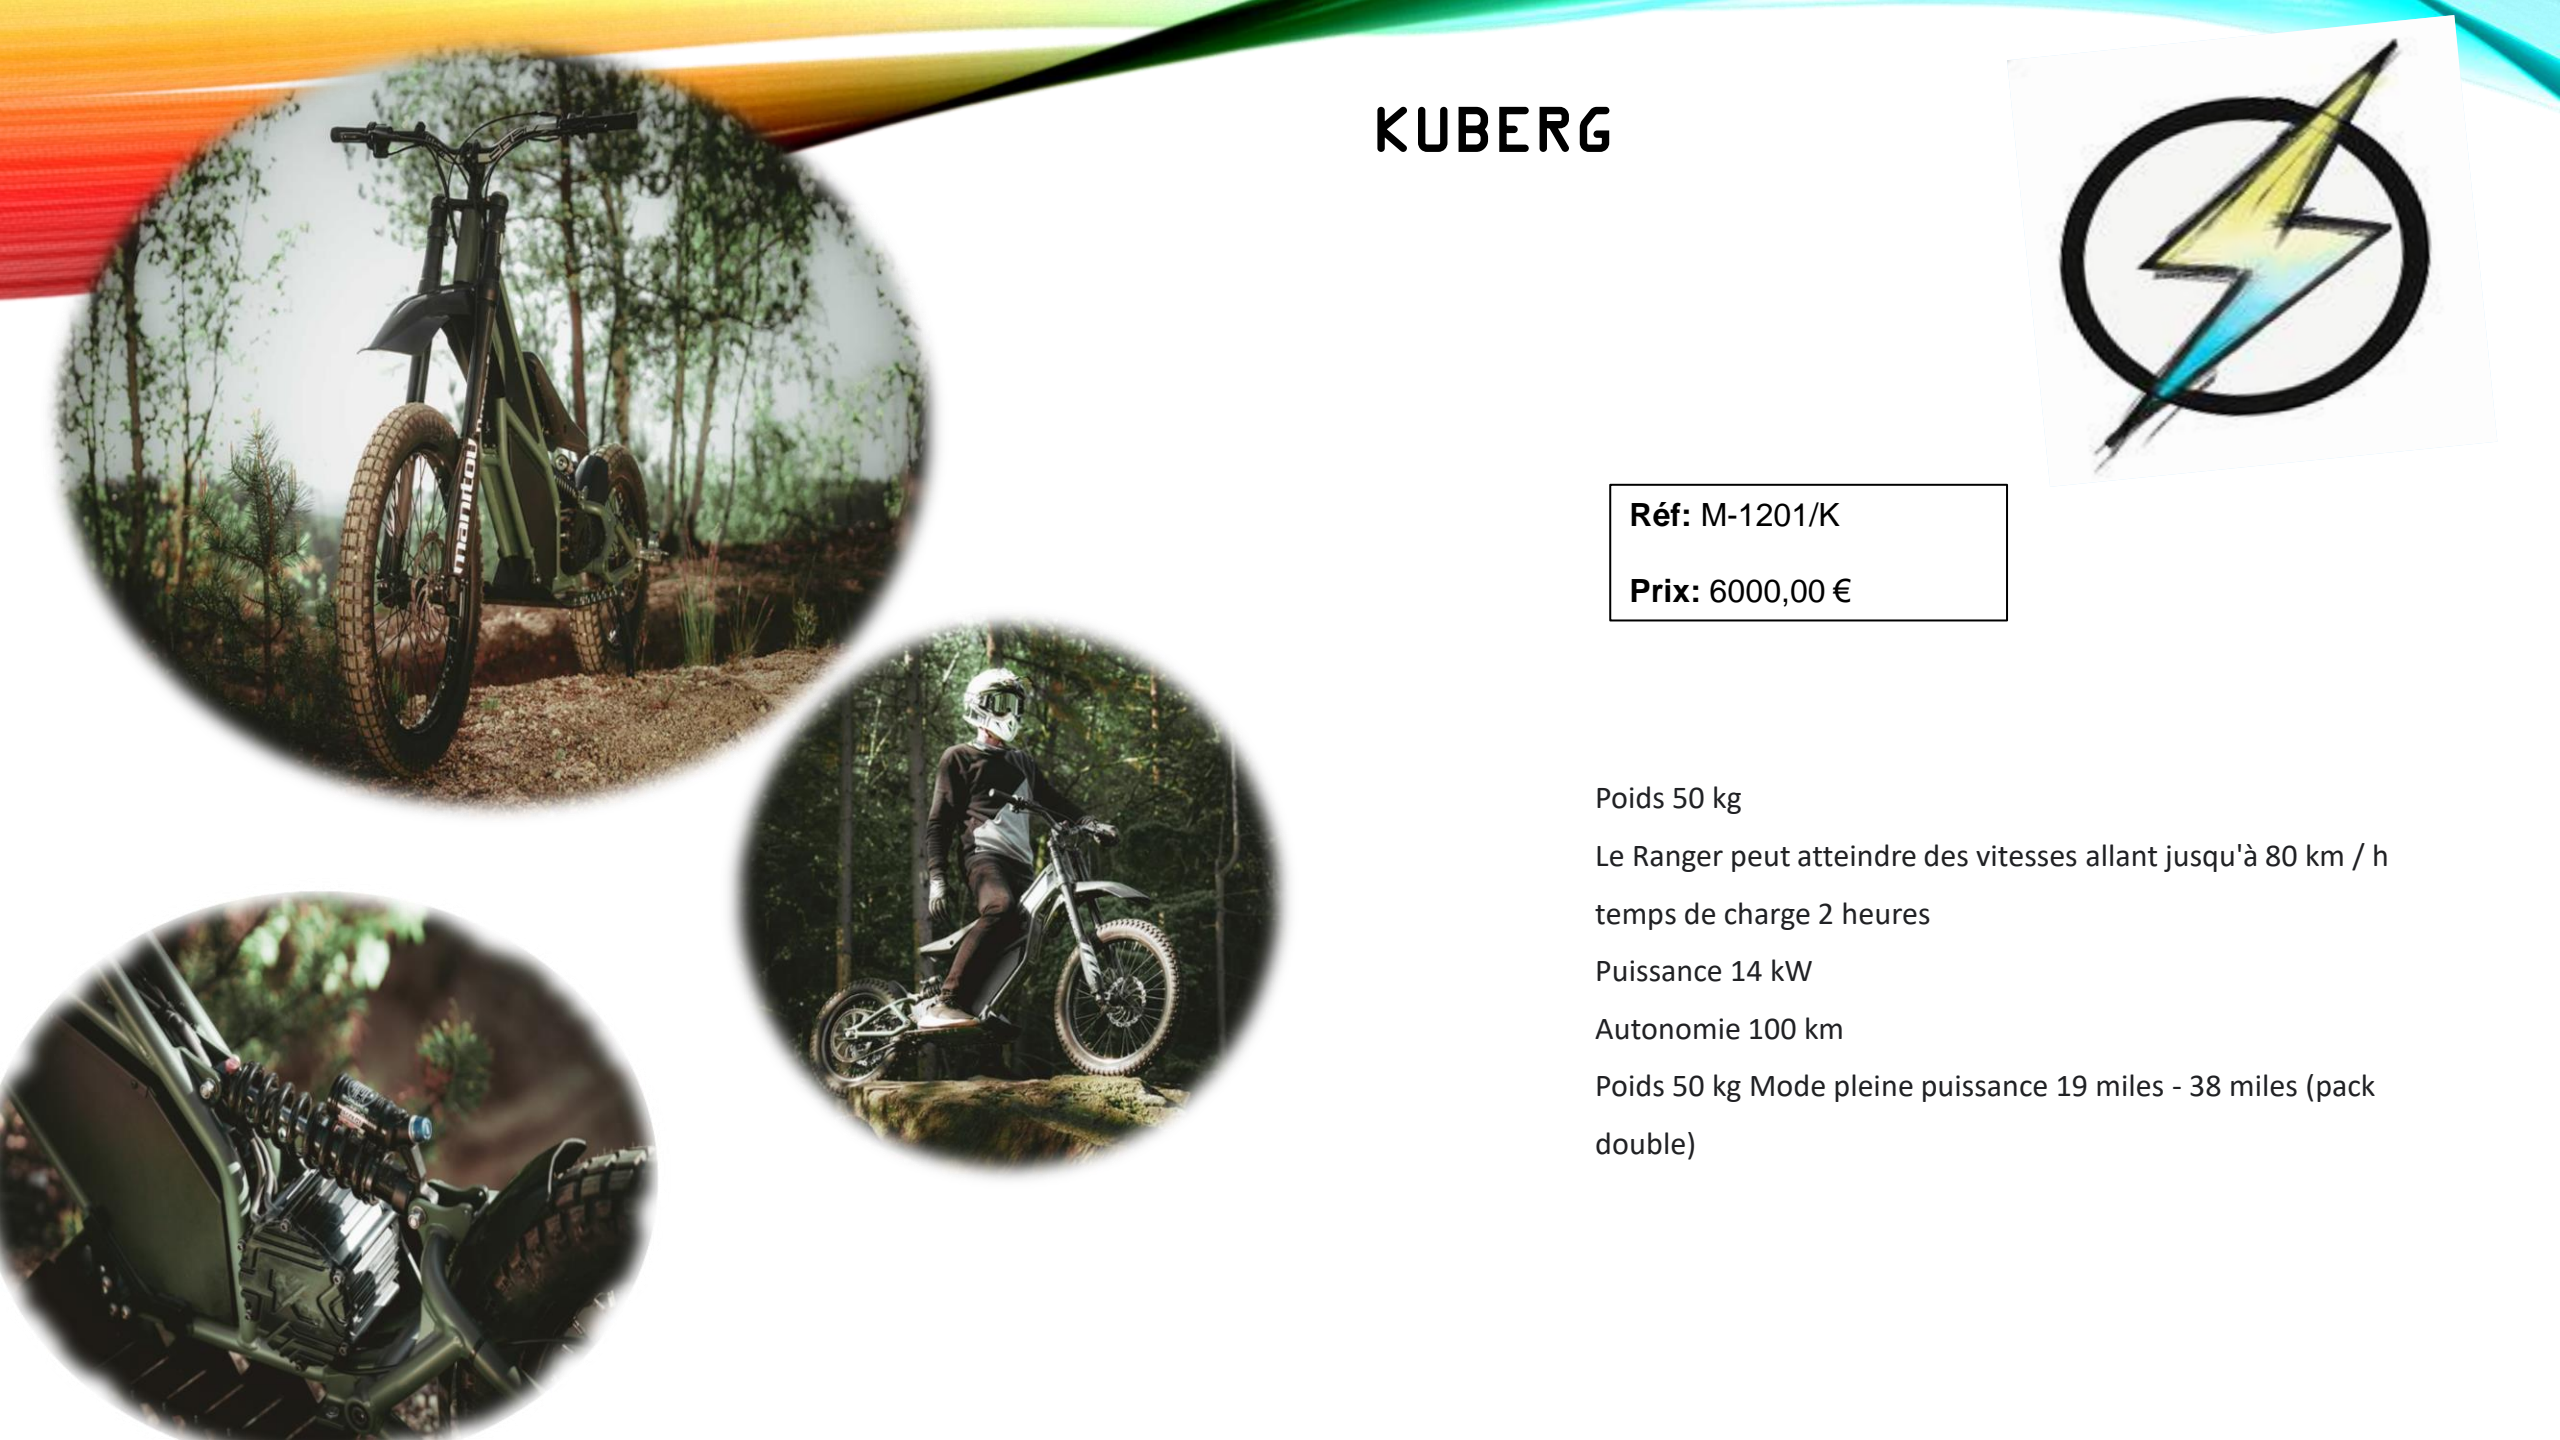 KUBERG
Réf: M-1201/K
Prix: 6000,00 €
manitou
Poids 50 kg
Le Ranger peut atteindre des vitesses allant jusqu'à 80 km / h
temps de charge 2 heures
Puissance 14 kW
Autonomie 100 km
Poids 50 kg Mode pleine puissance 19 miles - 38 miles (pack
double)